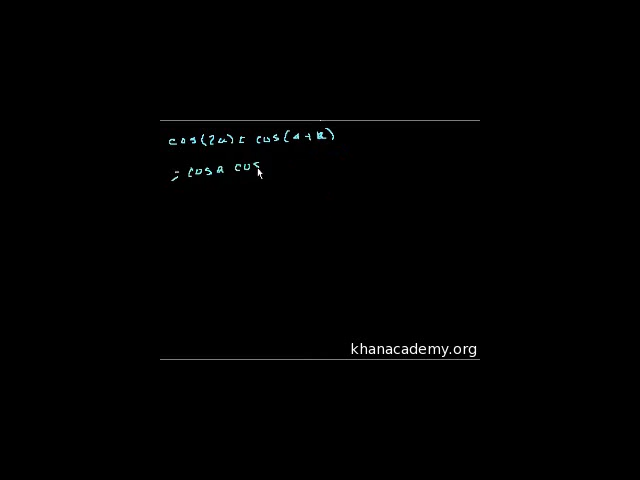 cos(2a) = cos(a+a)
= cos a cos
khanacademy.org